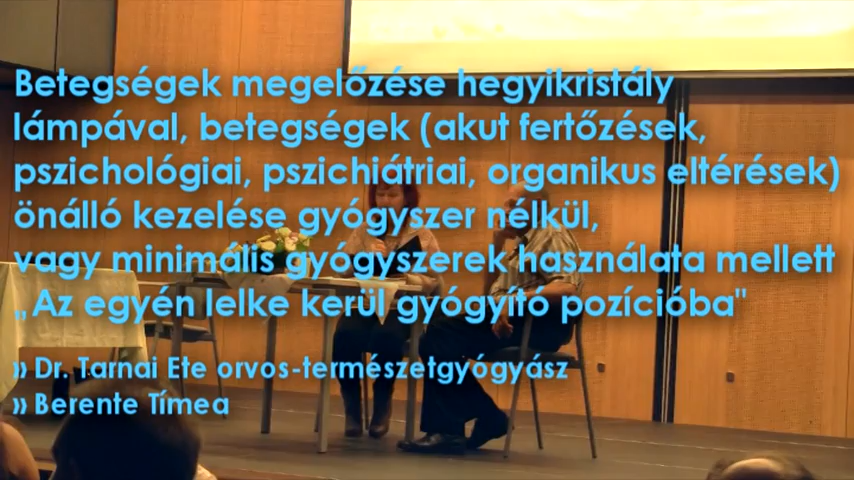 Betegségek megelőzése hegyikristály
lámpával, betegségek (akut fertőzések,
pszichológiai, pszichiátriai, organikus eltérések)
önálló kezelése gyógyszer nélkül,
vagy minimális gyógyszerek használata mellett
„Az egyén lelke kerül gyógyító pozícióba"
» Dr. Tarnai Ete orvos-természetgyógyász
» Berente Tímea